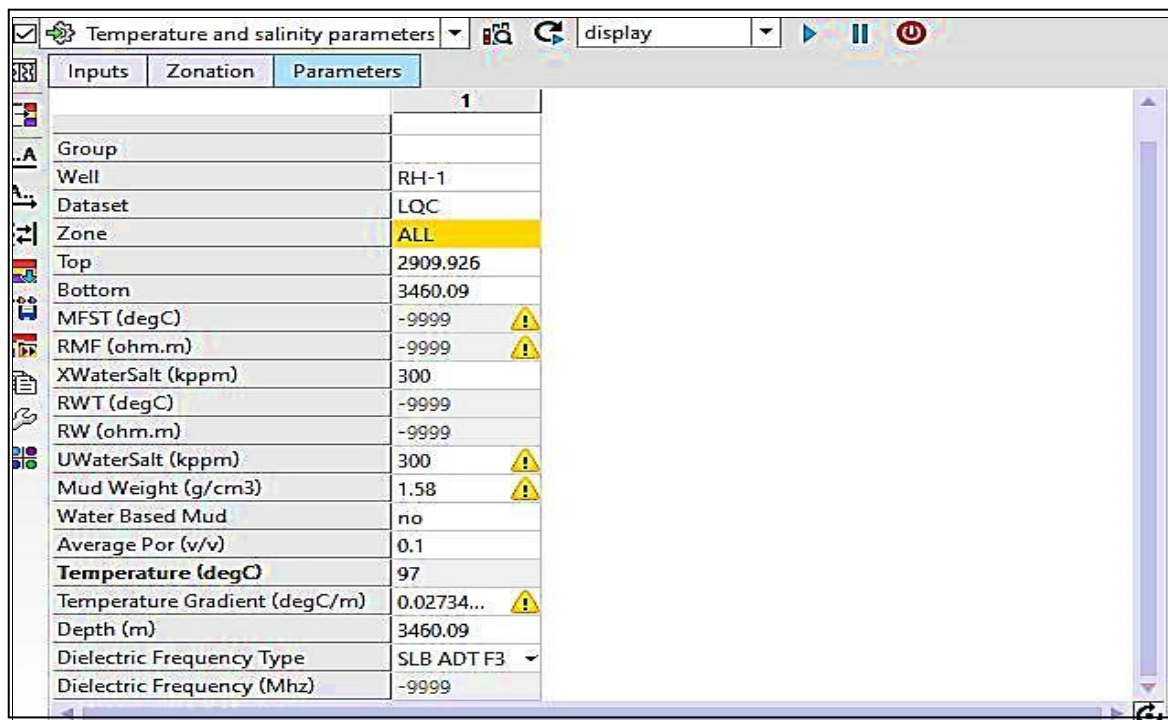 Temperature and salinity parameters display
Inputs Zonation Parameters
1
Group
Well RH-1
Dataset LQC
Zone ALL
Top 2909.926
Bottom 3460.09
MFST (degC) -9999
RMF (ohm.m) -9999
XWaterSalt (kppm) 300
RWT (degC) -9999
RW (ohm.m) -9999
UWaterSalt (kppm) 300
Mud Weight (g/cm3) 1.58
Water Based Mud no
Average Por (v/v) 0.1
Temperature (degC) 97
Temperature Gradient (degC/m) 0.02734...
Depth (m) 3460.09
Dielectric Frequency Type SLB ADT F3
Dielectric Frequency (Mhz) -9999